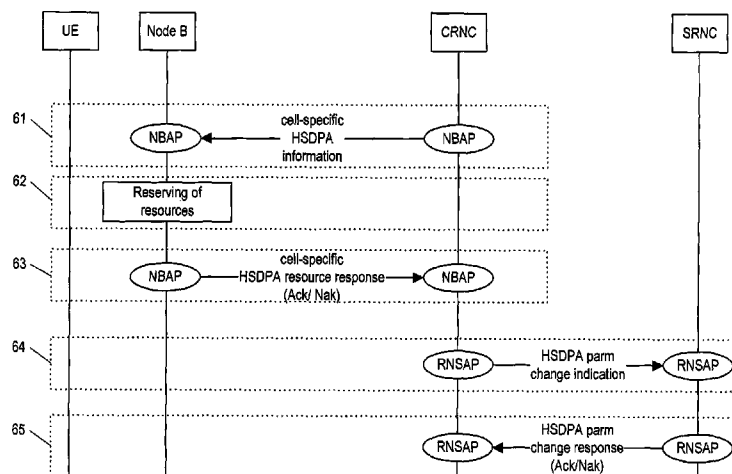 UE
Node B
CRNC
SRNC
61
cell-specific
NBAP
HSDPA
NBAP
information
62
Reserving of
resources
63
cell-specific
NBAP
HSDPA resource response
NBAP
(Ack/ Nak)
64
RNSAP
HSDPA parm
change indication
RNSAP
65
HSDPA parm
RNSAP
change response
RNSAP
(Ack/Nak)